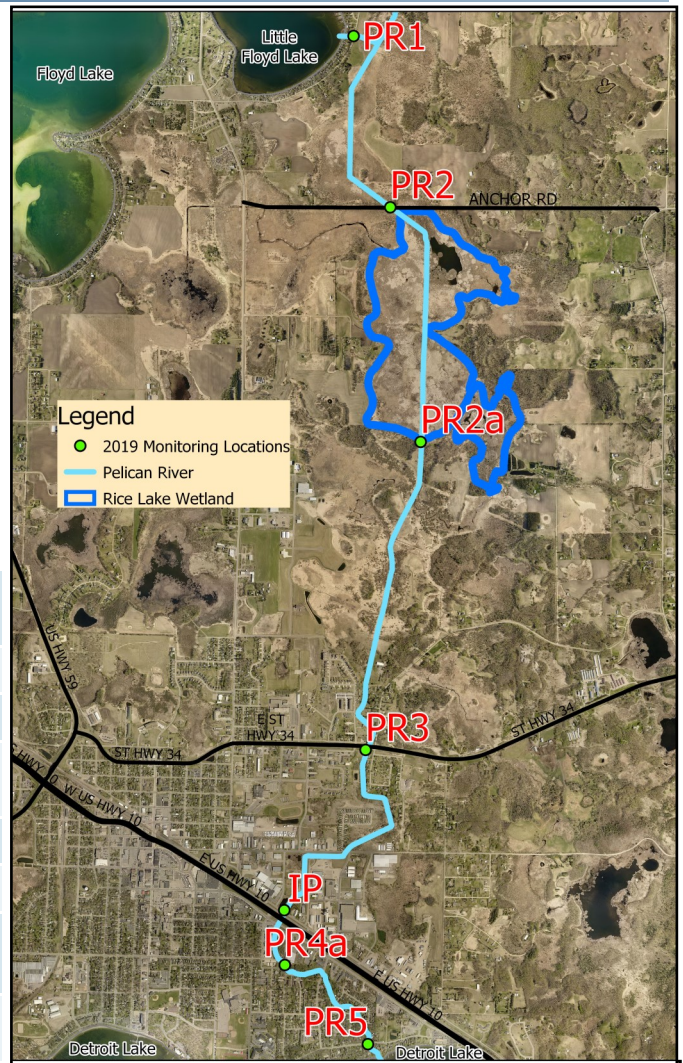 Little
Floyd Lake
PR1
Floyd Lake
PR2
ANCHOR RD
Legend
PR2a
2019 Monitoring Locations
Pelican River
Rice Lake Wetland
US HWY 59
E ST
HWY 34
PR3
ST HWY 34
ST HWY 34
W US HWY 10
E US HWY 10
IP
PR4a
E US HWY 10
PR5
Detroit Lake
Detroit Lake